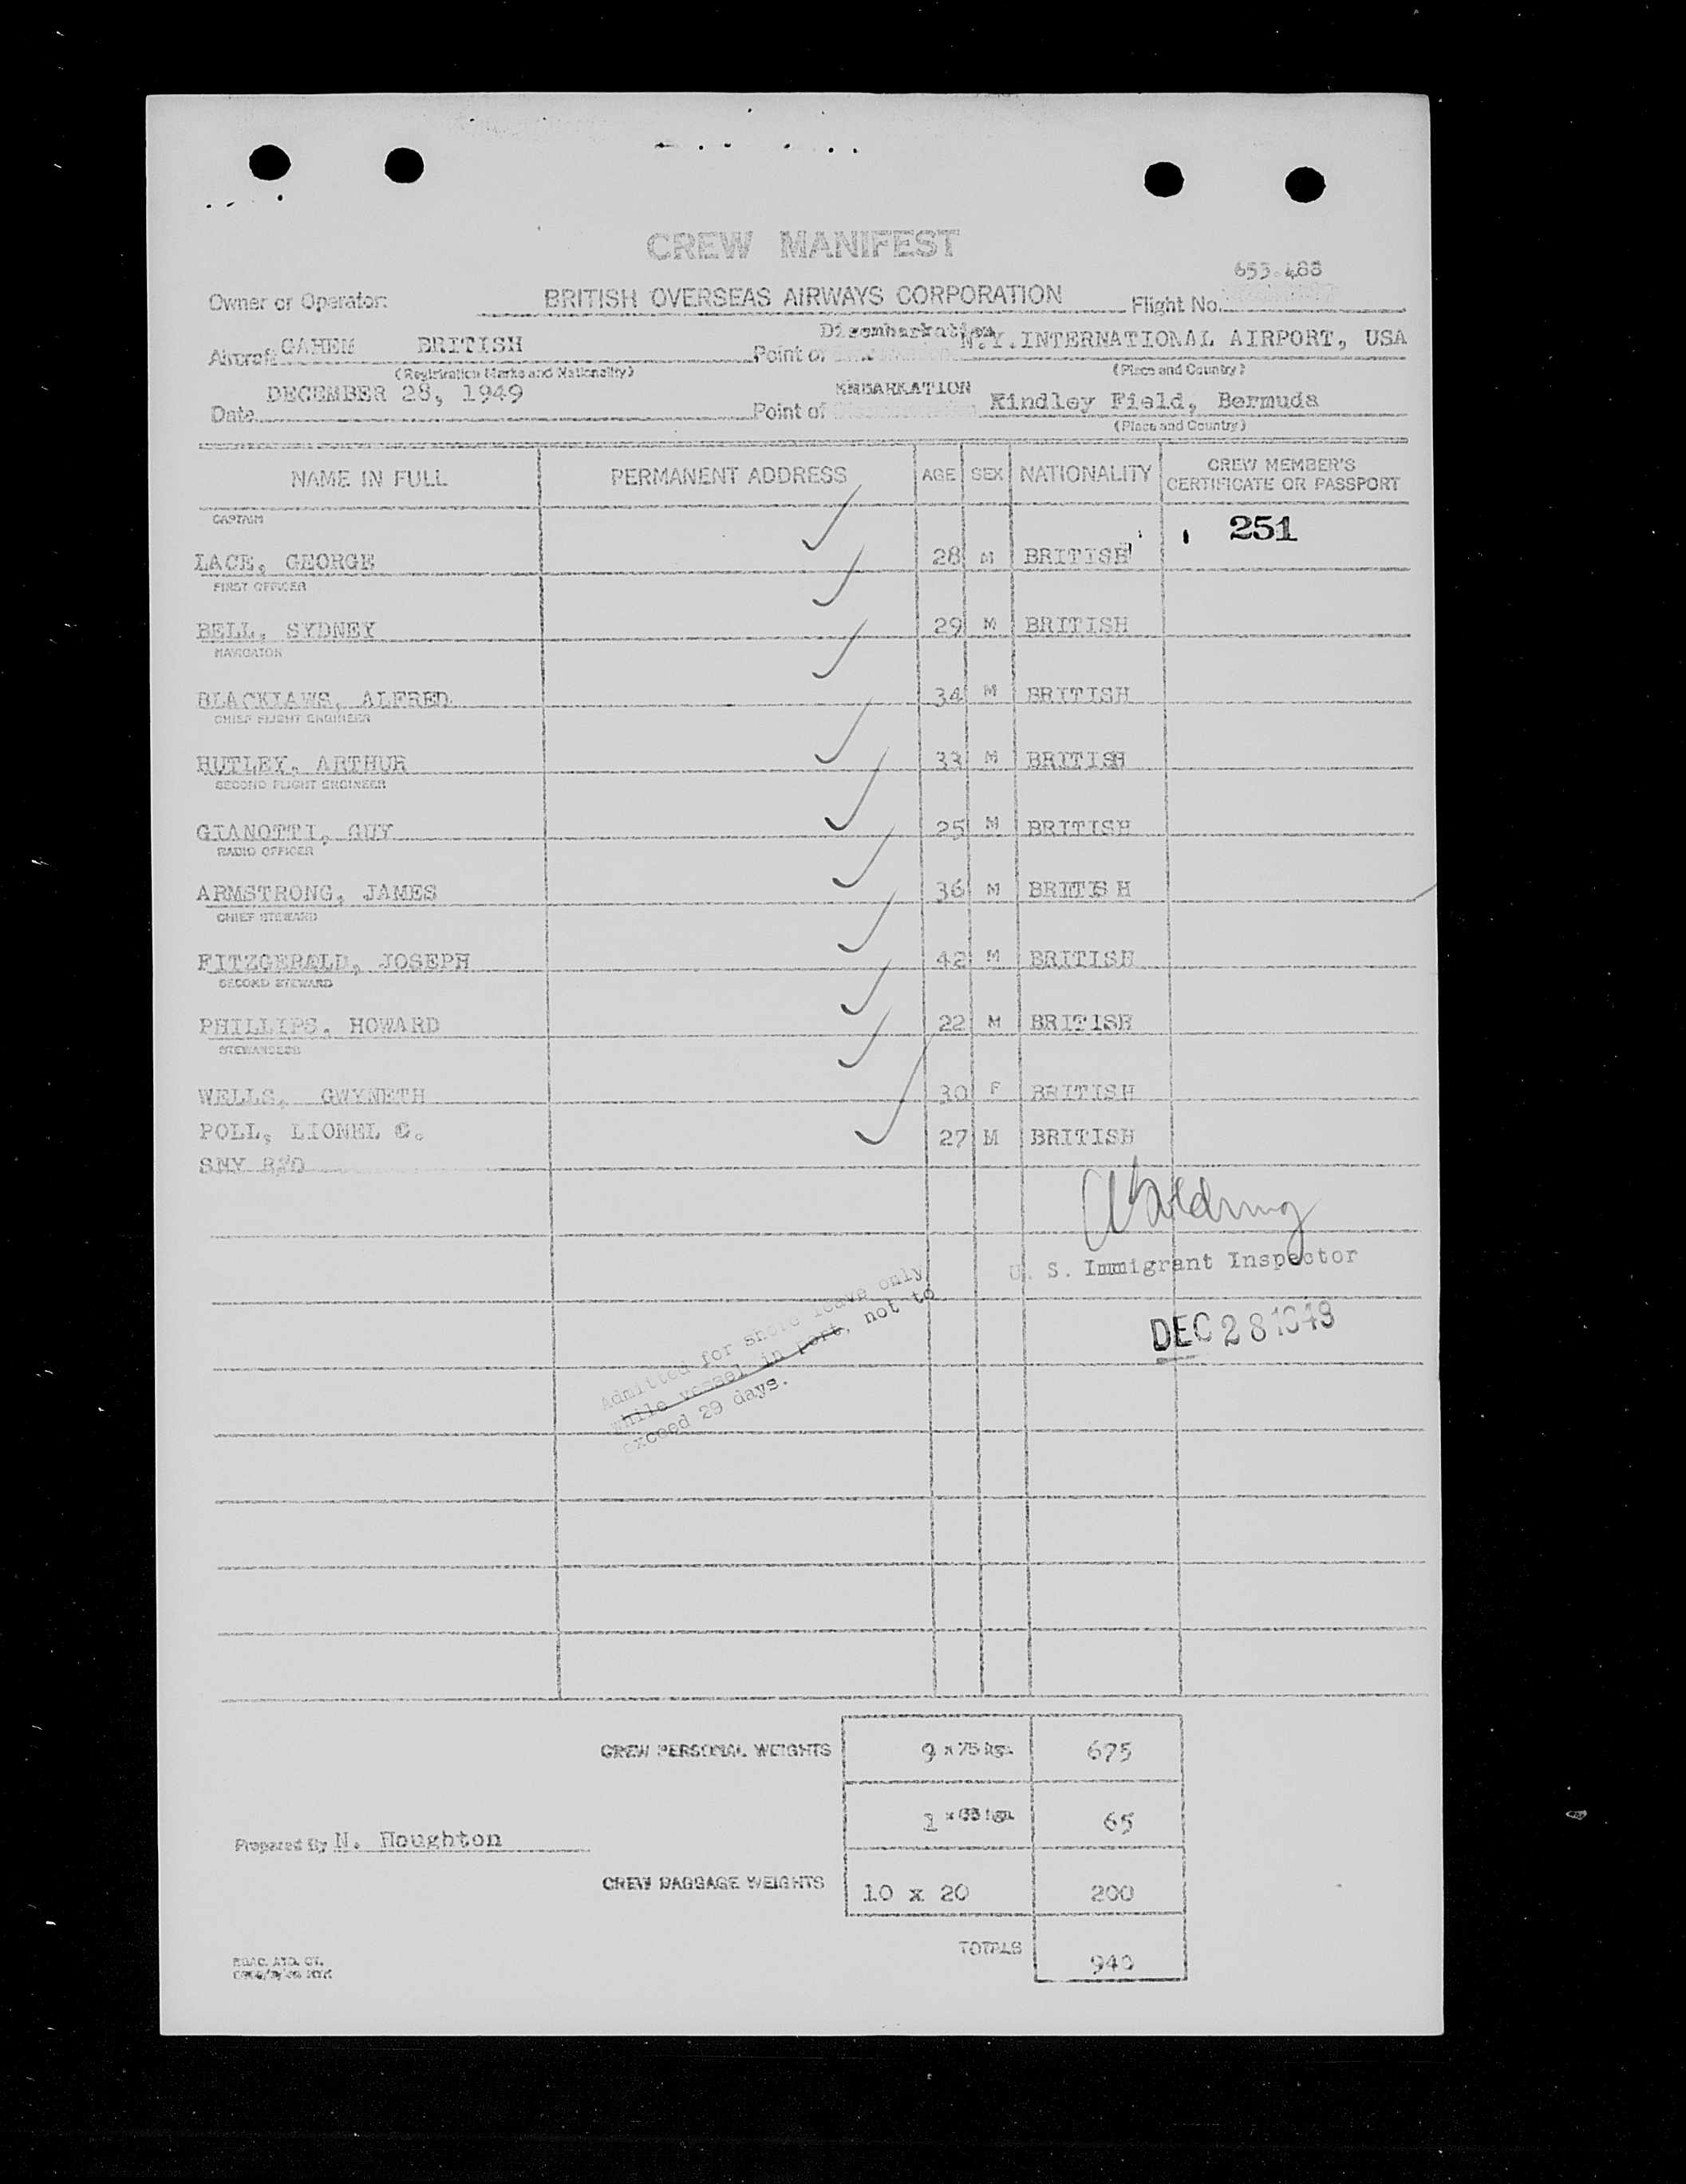 CREW MANIFEST
653.488
Owner or Operator: BRITISH OVERSEAS AIRWAYS CORPORATION Flight No.
Disembarkation
Aircraft GAHEM BRITISH Point of N.Y. INTERNATIONAL AIRPORT, USA
(Registration Marks and Nationality) (Place and Country)
EMBARKATION
Date DECEMBER 28, 1949 Point of Kindley Field, Bermuda
(Place and Country)
NAME IN FULL PERMANENT ADDRESS AGE SEX NATIONALITY CREW MEMBER'S CERTIFICATE OR PASSPORT
CAPTAIN
251
LACE, GEORGE 28 M BRITISH
FIRST OFFICER
BELL, SYDNEY 29 M BRITISH
NAVIGATOR
BLACKLAWS, ALFRED 34 M BRITISH
CHIEF FLIGHT ENGINEER
HUTLEY, ARTHUR 33 M BRITISH
SECOND FLIGHT ENGINEER
GIANOTTI, GUY 25 M BRITISH
RADIO OFFICER
ARMSTRONG, JAMES 36 M BRITISH
CHIEF STEWARD
FITZGERALD, JOSEPH 42 M BRITISH
SECOND STEWARD
PHILLIPS, HOWARD 22 M BRITISH
STEWARDESS
WELLS, GWYNETH 30 F BRITISH
POLL, LIONEL 27 M BRITISH
SNY R/O
U. S. Immigrant Inspector
DEC 28 1949
Admitted for shore leave only
while vessel in port, not to
exceed 29 days.
CREW PERSONAL WEIGHTS 9 x 75 kgs. 675
1 x 65 kgs. 65
Prepared By N. Houghton
CREW BAGGAGE WEIGHTS 10 x 20 200
TOTALS 940